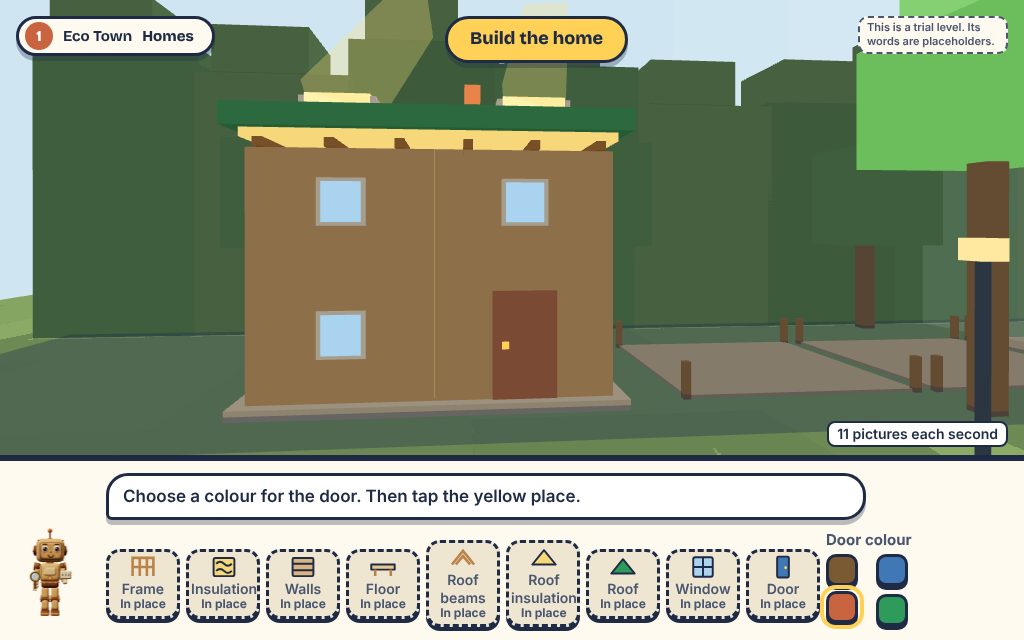 1 Eco Town Homes
Build the home
This is a trial level. Its
words are placeholders.
11 pictures each second
Choose a colour for the door. Then tap the yellow place.
Door colour
Frame
In place
Insulation
In place
Walls
In place
Floor
In place
Roof
beams
In place
Roof
insulation
In place
Roof
In place
Window
In place
Door
In place